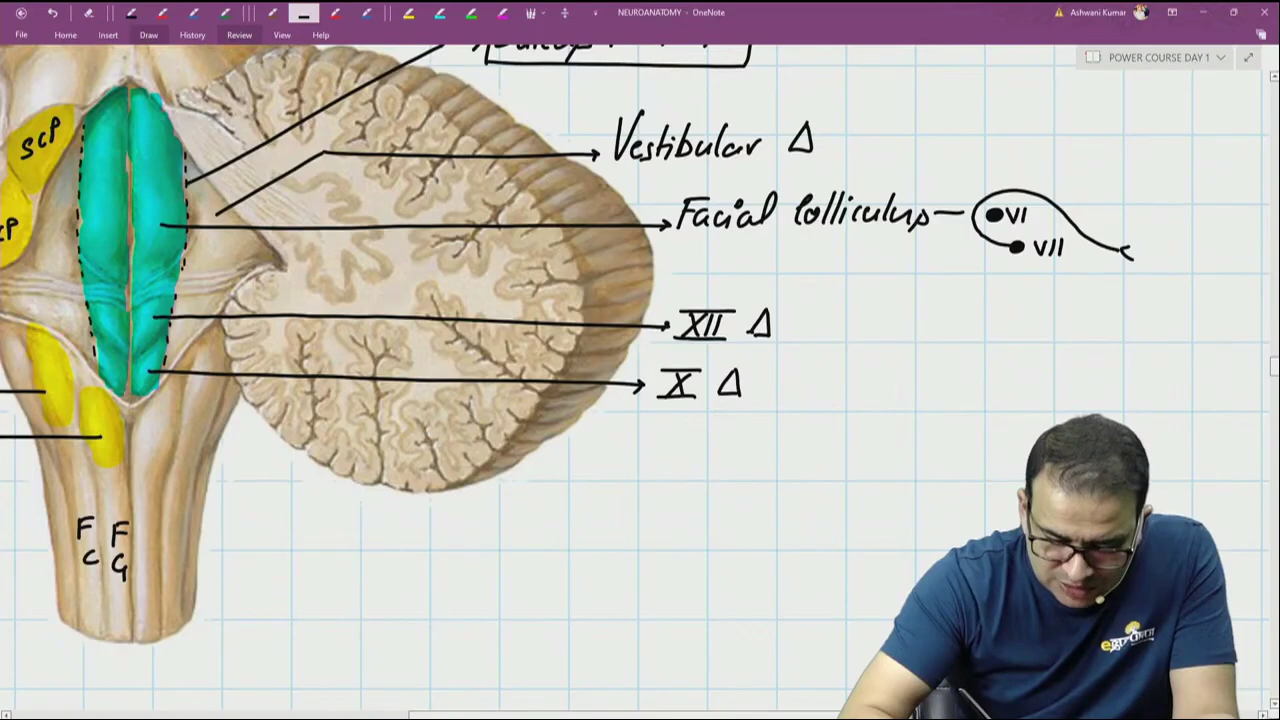 NEUROANATOMY - OneNote
Ashwani Kumar
File Home Insert Draw History Review View Help
POWER COURSE DAY 1
SCP
Vestibular Δ
Facial Colliculus
VI
VII
XII Δ
X Δ
F F
C G